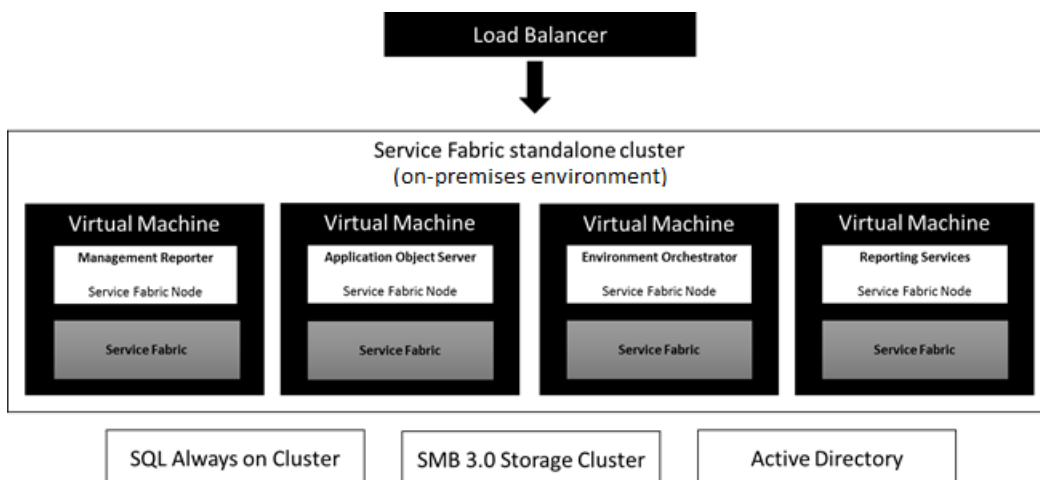 Load Balancer
Service Fabric standalone cluster
(on-premises environment)
Virtual Machine
Management Reporter
Service Fabric Node
Service Fabric
Virtual Machine
Application Object Server
Service Fabric Node
Service Fabric
Virtual Machine
Environment Orchestrator
Service Fabric Node
Service Fabric
Virtual Machine
Reporting Services
Service Fabric Node
Service Fabric
SQL Always on Cluster
SMB 3.0 Storage Cluster
Active Directory